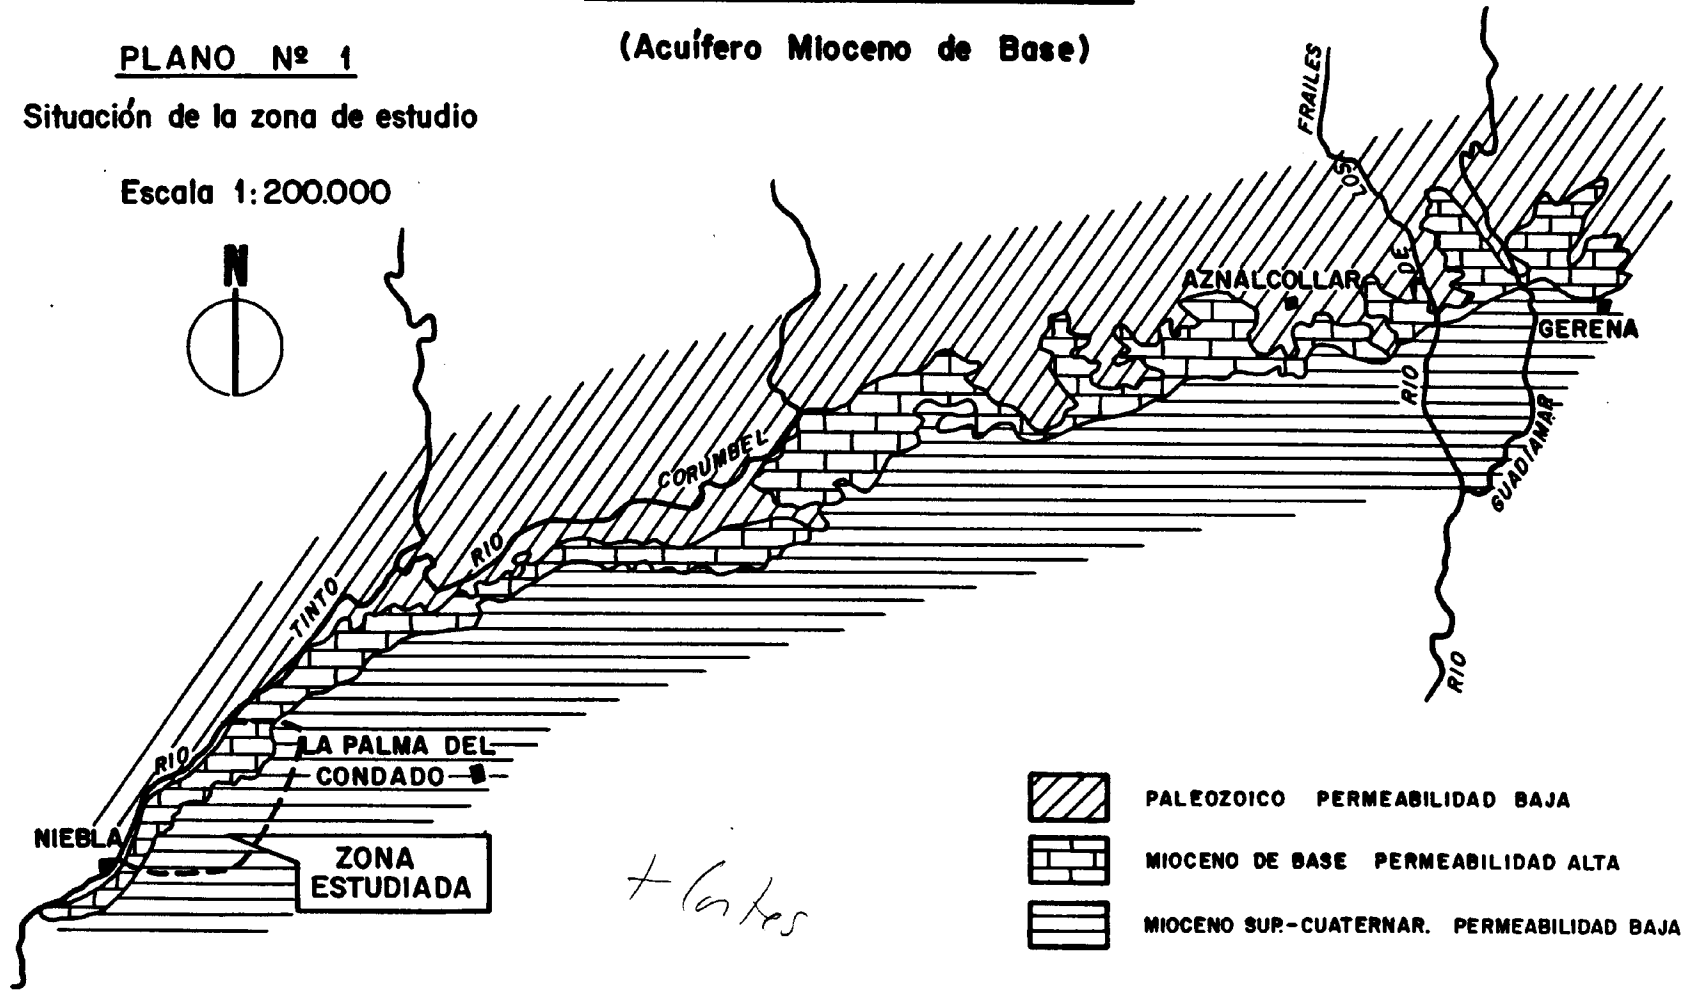 PLANO Nº 1
(Acuífero Mioceno de Base)
Situación de la zona de estudio
Escala 1:200.000
N
FRAILES
LOS
DE
RIO
AZNALCOLLAR
GERENA
GUADIAMAR
RIO
CORUMBEL
RIO
TINTO
RIO
LA PALMA DEL
CONDADO
NIEBLA
ZONA
ESTUDIADA
+ Cortes
PALEOZOICO PERMEABILIDAD BAJA
MIOCENO DE BASE PERMEABILIDAD ALTA
MIOCENO SUP.-CUATERNAR. PERMEABILIDAD BAJA